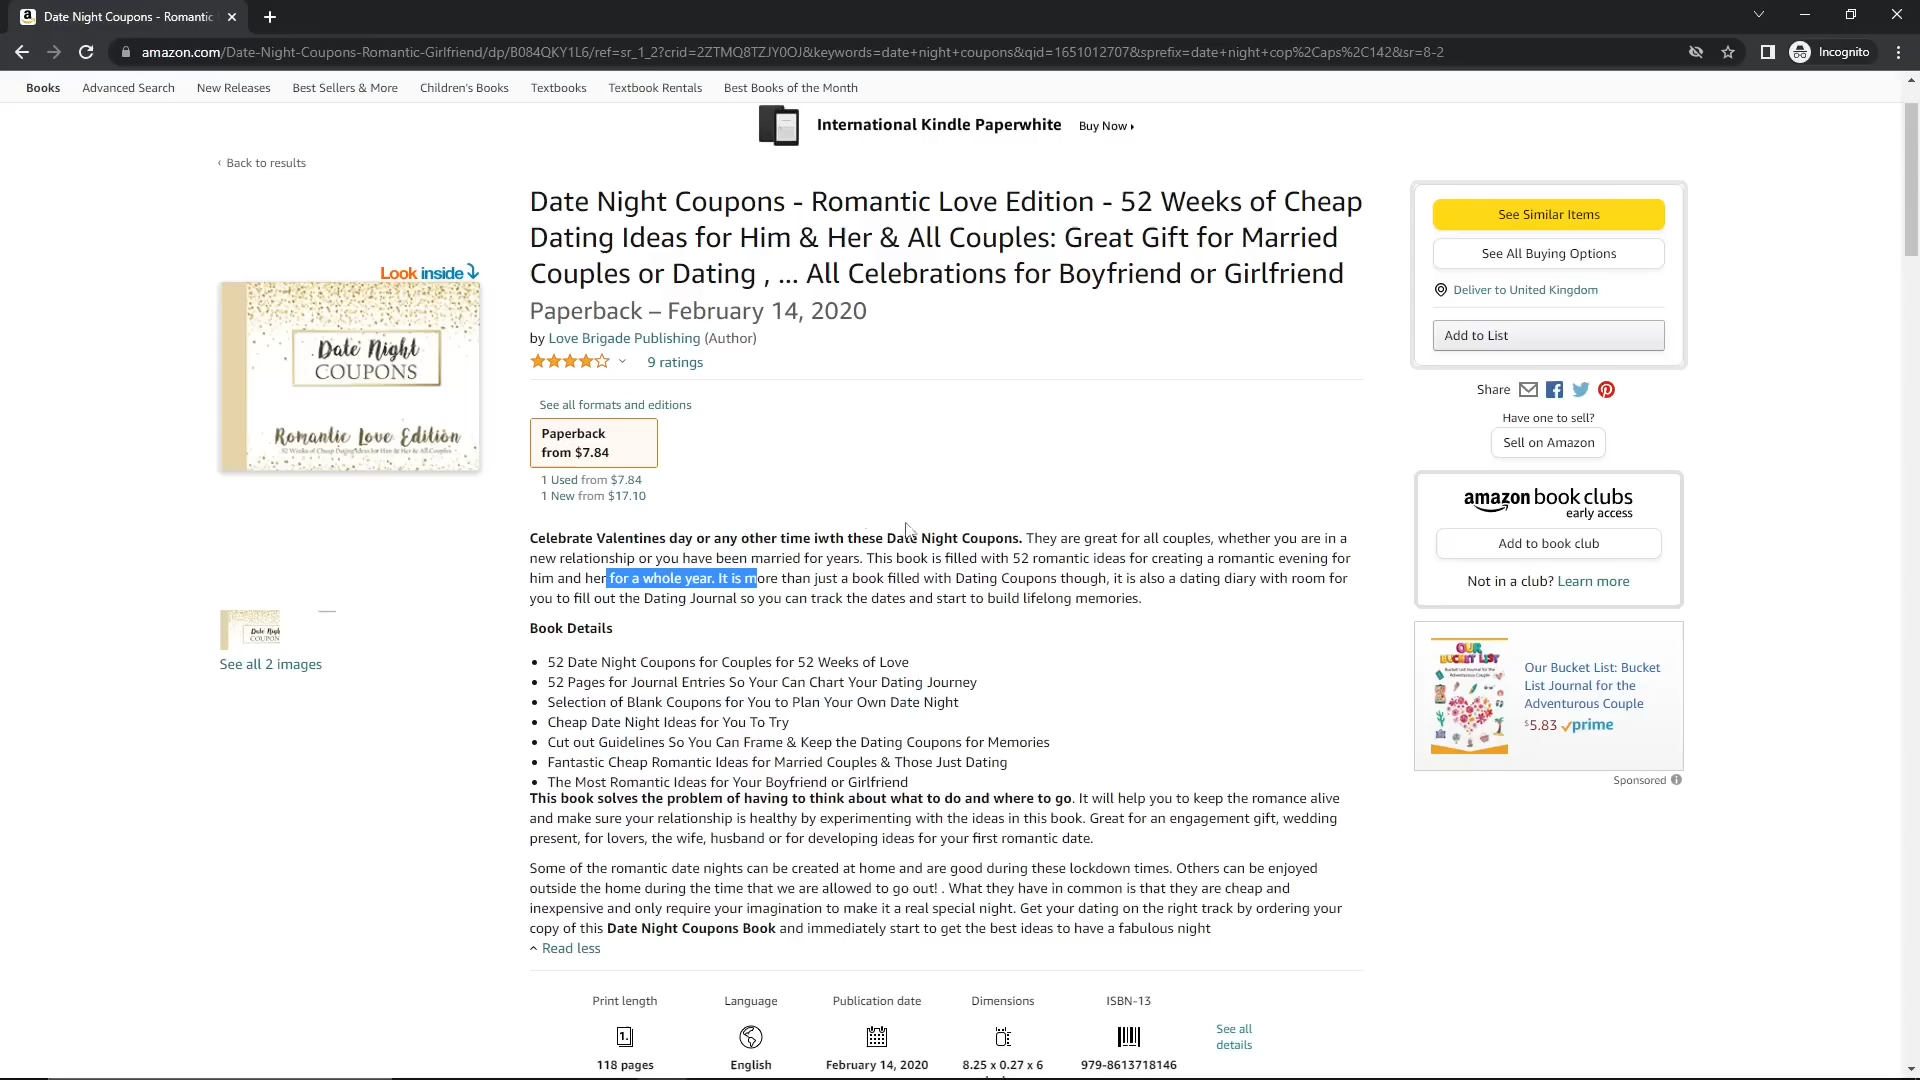 Date Night Coupons - Romantic
amazon.com/Date-Night-Coupons-Romantic-Girlfriend/dp/B084QKY1L6/ref=sr_1_2?crid=2ZTMQ8TZJY0OJ&keywords=date+night+coupons&qid=1651012707&sprefix=date+night+cop%2Caps%2C142&sr=8-2
Incognito
Books Advanced Search New Releases Best Sellers & More Children's Books Textbooks Textbook Rentals Best Books of the Month
International Kindle Paperwhite Buy Now
‹ Back to results
Date Night Coupons - Romantic Love Edition - 52 Weeks of Cheap
Dating Ideas for Him & Her & All Couples: Great Gift for Married
Couples or Dating , ... All Celebrations for Boyfriend or Girlfriend
Paperback – February 14, 2020
by Love Brigade Publishing (Author)
9 ratings
Look inside
Date Night
COUPONS
Romantic Love Edition
52 Weeks of Cheap Dating Ideas for Him & Her & All Couples
Date Nigh
COUPON
See all 2 images
See all formats and editions
Paperback
from $7.84
1 Used from $7.84
1 New from $17.10
Celebrate Valentines day or any other time iwth these Date Night Coupons. They are great for all couples, whether you are in a
new relationship or you have been married for years. This book is filled with 52 romantic ideas for creating a romantic evening for
him and her for a whole year. It is more than just a book filled with Dating Coupons though, it is also a dating diary with room for
you to fill out the Dating Journal so you can track the dates and start to build lifelong memories.
Book Details
• 52 Date Night Coupons for Couples for 52 Weeks of Love
• 52 Pages for Journal Entries So Your Can Chart Your Dating Journey
• Selection of Blank Coupons for You to Plan Your Own Date Night
• Cheap Date Night Ideas for You To Try
• Cut out Guidelines So You Can Frame & Keep the Dating Coupons for Memories
• Fantastic Cheap Romantic Ideas for Married Couples & Those Just Dating
• The Most Romantic Ideas for Your Boyfriend or Girlfriend
This book solves the problem of having to think about what to do and where to go. It will help you to keep the romance alive
and make sure your relationship is healthy by experimenting with the ideas in this book. Great for an engagement gift, wedding
present, for lovers, the wife, husband or for developing ideas for your first romantic date.
Some of the romantic date nights can be created at home and are good during these lockdown times. Others can be enjoyed
outside the home during the time that we are allowed to go out! . What they have in common is that they are cheap and
inexpensive and only require your imagination to make it a real special night. Get your dating on the right track by ordering your
copy of this Date Night Coupons Book and immediately start to get the best ideas to have a fabulous night
Read less
Print length Language Publication date Dimensions ISBN-13
See all
details
118 pages English February 14, 2020 8.25 x 0.27 x 6 979-8613718146
See Similar Items
See All Buying Options
Deliver to United Kingdom
Add to List
Share
Have one to sell?
Sell on Amazon
amazon book clubs
early access
Add to book club
Not in a club? Learn more
OUR
BUCKET LIST
Our Bucket List: Bucket
List Journal for the
Adventurous Couple
$5.83 prime
Sponsored